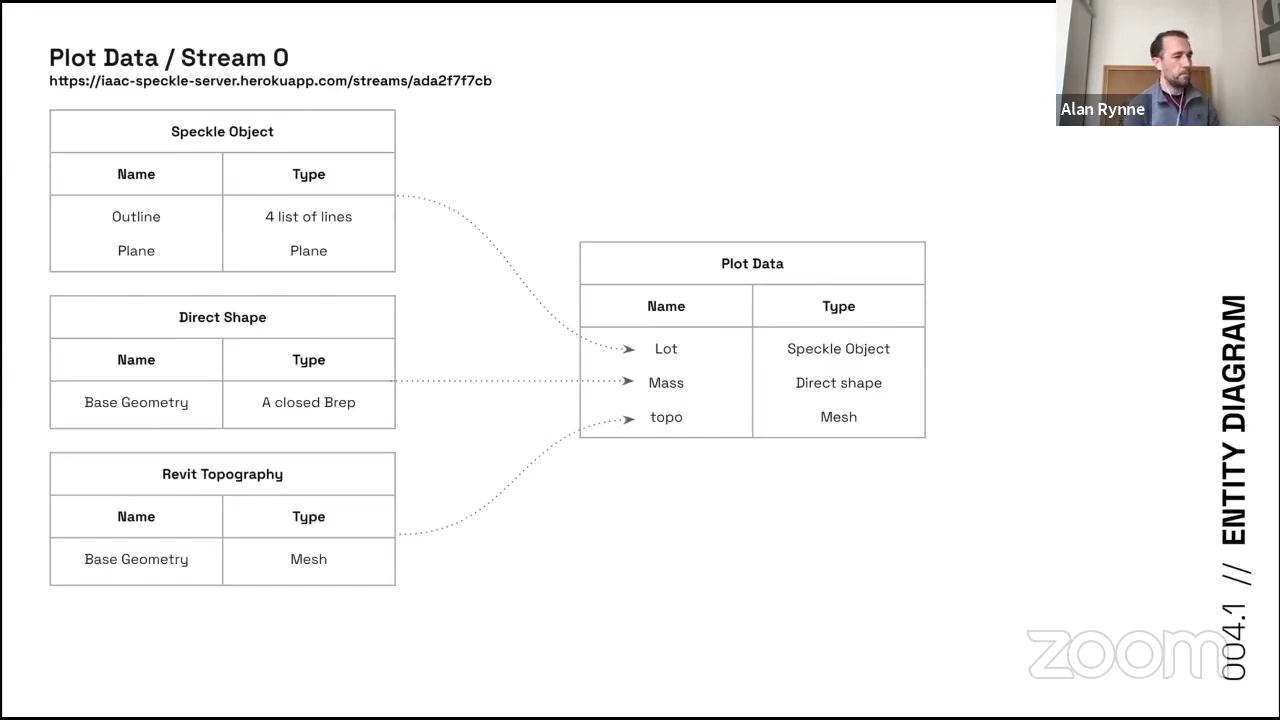 Plot Data / Stream 0
https://iaac-speckle-server.herokuapp.com/streams/ada2f7f7cb
Speckle Object
Name Type
Outline 4 list of lines
Plane Plane
Direct Shape
Name Type
Base Geometry A closed Brep
Revit Topography
Name Type
Base Geometry Mesh
Plot Data
Name Type
Lot Speckle Object
Mass Direct shape
topo Mesh
Alan Rynne
004.1 // ENTITY DIAGRAM
zoom